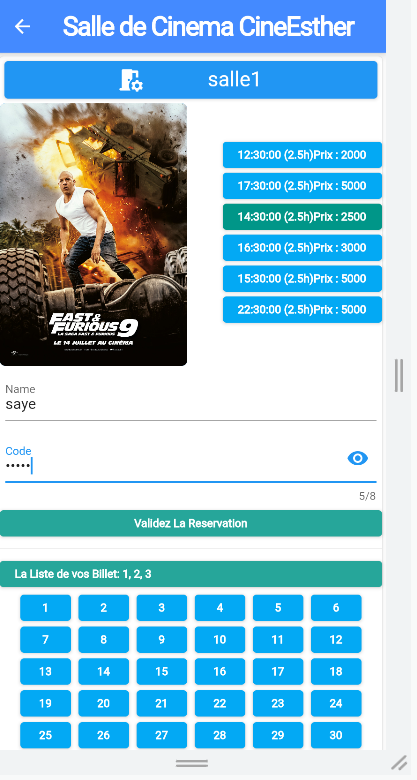 Salle de Cinema CineEsther
salle1
12:30:00 (2.5h)Prix : 2000
17:30:00 (2.5h)Prix : 5000
14:30:00 (2.5h)Prix : 2500
16:30:00 (2.5h)Prix : 3000
15:30:00 (2.5h)Prix : 5000
22:30:00 (2.5h)Prix : 5000
FAST &
FURIOUS 9
LA SAGA FAST & FURIOUS
LE 14 JUILLET AU CINÉMA
Name
saye
Code
•••••
5/8
Validez La Reservation
La Liste de vos Billet: 1, 2, 3
1 2 3 4 5 6
7 8 9 10 11 12
13 14 15 16 17 18
19 20 21 22 23 24
25 26 27 28 29 30